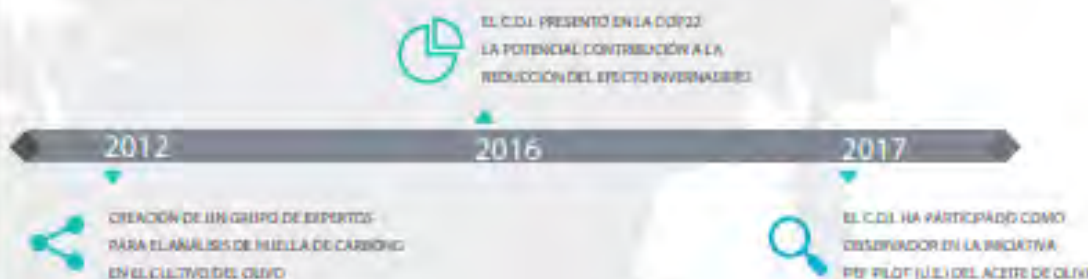 EL C.O.I. PRESENTÓ EN LA COP22
LA POTENCIAL CONTRIBUCIÓN A LA
REDUCCIÓN DEL EFECTO INVERNADERO
2012
2016
2017
CREACIÓN DE UN GRUPO DE EXPERTOS
PARA EL ANÁLISIS DE HUELLA DE CARBONO
EN EL CULTIVO DEL OLIVO
EL C.O.I. HA PARTICIPADO COMO
OBSERVADOR EN LA INICIATIVA
PEF PILOT (U.E.) DEL ACEITE DE OLIV